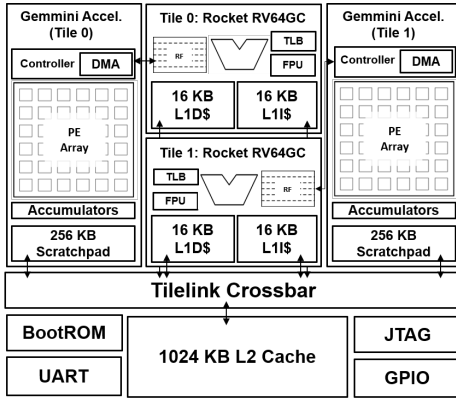 Gemmini Accel.
(Tile 0)
Controller
DMA
PE
Array
Accumulators
256 KB
Scratchpad
Tile 0: Rocket RV64GC
RF
TLB
FPU
16 KB
L1D$
16 KB
L1I$
Tile 1: Rocket RV64GC
TLB
FPU
RF
16 KB
L1D$
16 KB
L1I$
Gemmini Accel.
(Tile 1)
Controller
DMA
PE
Array
Accumulators
256 KB
Scratchpad
Tilelink Crossbar
BootROM
UART
1024 KB L2 Cache
JTAG
GPIO